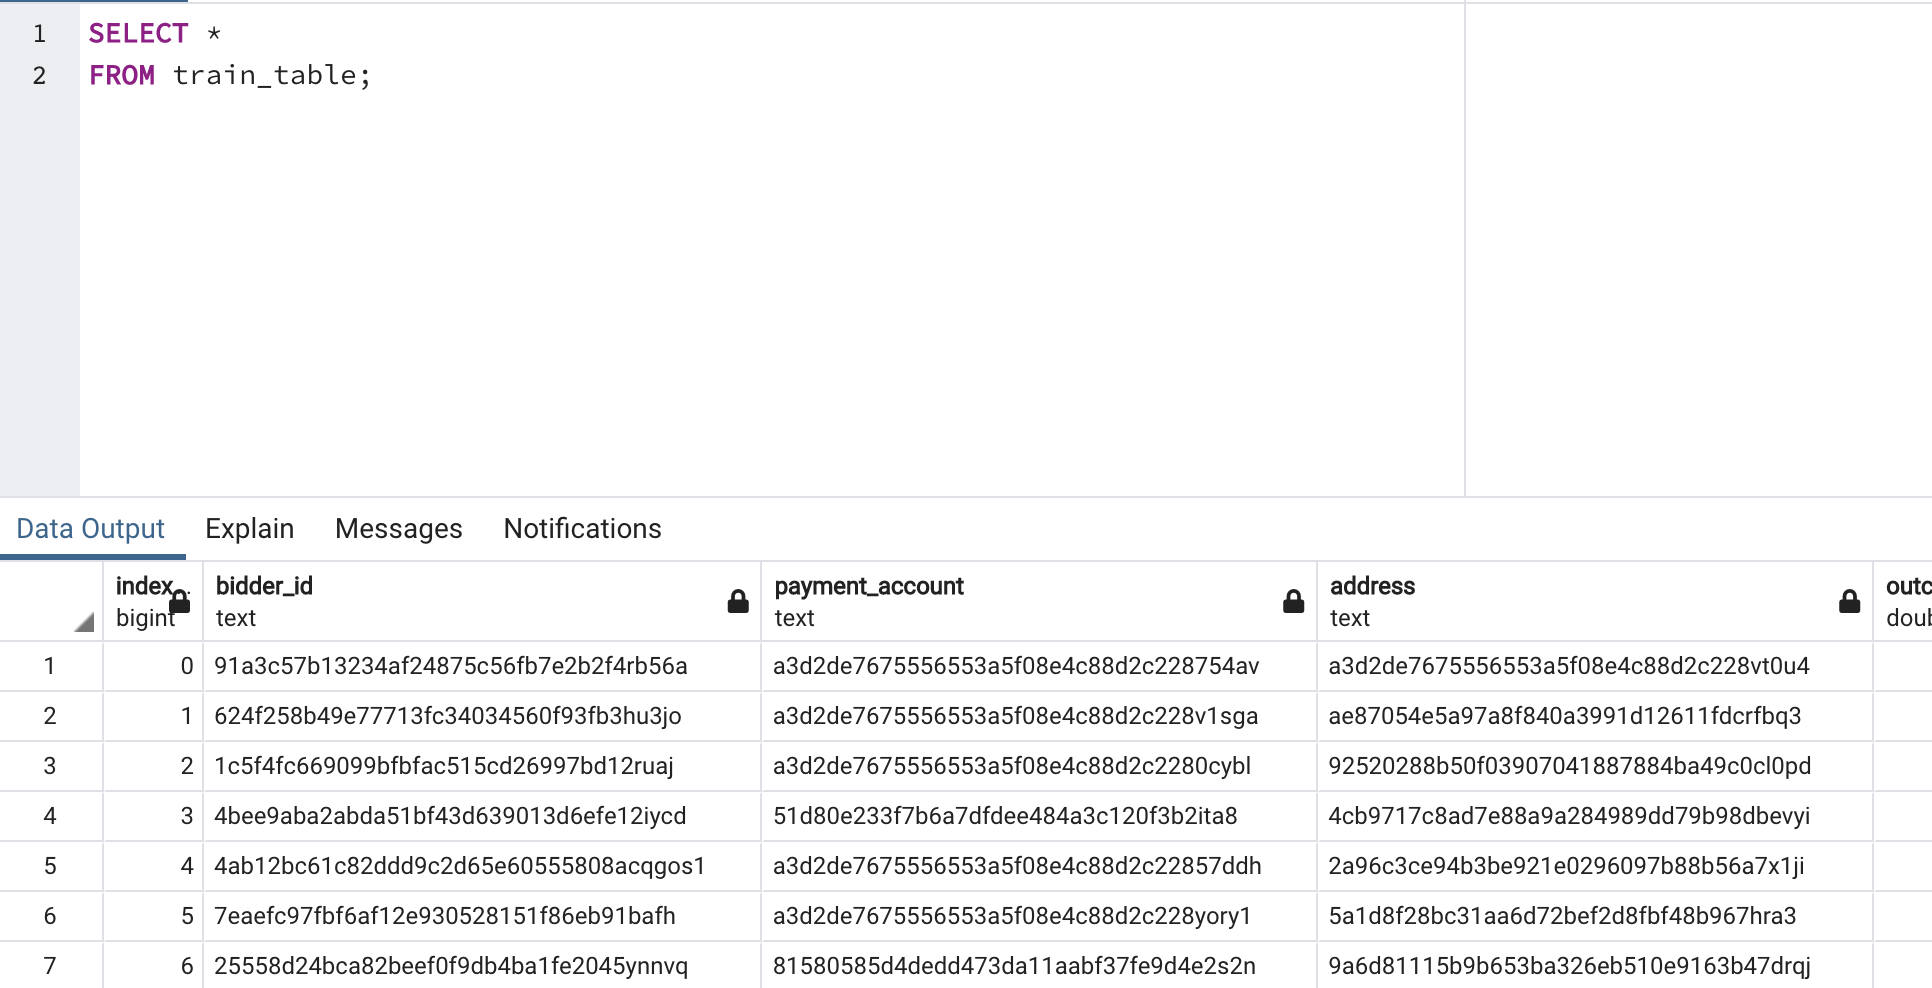 1 SELECT *
2 FROM train_table;
Data Output Explain Messages Notifications
index bidder_id payment_account address outc
bigint text text text doub
1 0 91a3c57b13234af24875c56fb7e2b2f4rb56a a3d2de7675556553a5f08e4c88d2c228754av a3d2de7675556553a5f08e4c88d2c228vt0u4
2 1 624f258b49e77713fc34034560f93fb3hu3jo a3d2de7675556553a5f08e4c88d2c228v1sga ae87054e5a97a8f840a3991d12611fdcrfbq3
3 2 1c5f4fc669099bfbfac515cd26997bd12ruaj a3d2de7675556553a5f08e4c88d2c2280cybl 92520288b50f03907041887884ba49c0cl0pd
4 3 4bee9aba2abda51bf43d639013d6efe12iycd 51d80e233f7b6a7dfdee484a3c120f3b2ita8 4cb9717c8ad7e88a9a284989dd79b98dbevyi
5 4 4ab12bc61c82ddd9c2d65e60555808acqgos1 a3d2de7675556553a5f08e4c88d2c22857ddh 2a96c3ce94b3be921e0296097b88b56a7x1ji
6 5 7eaefc97fbf6af12e930528151f86eb91bafh a3d2de7675556553a5f08e4c88d2c228yory1 5a1d8f28bc31aa6d72bef2d8fbf48b967hra3
7 6 25558d24bca82beef0f9db4ba1fe2045ynnvq 81580585d4dedd473da11aabf37fe9d4e2s2n 9a6d81115b9b653ba326eb510e9163b47drqj